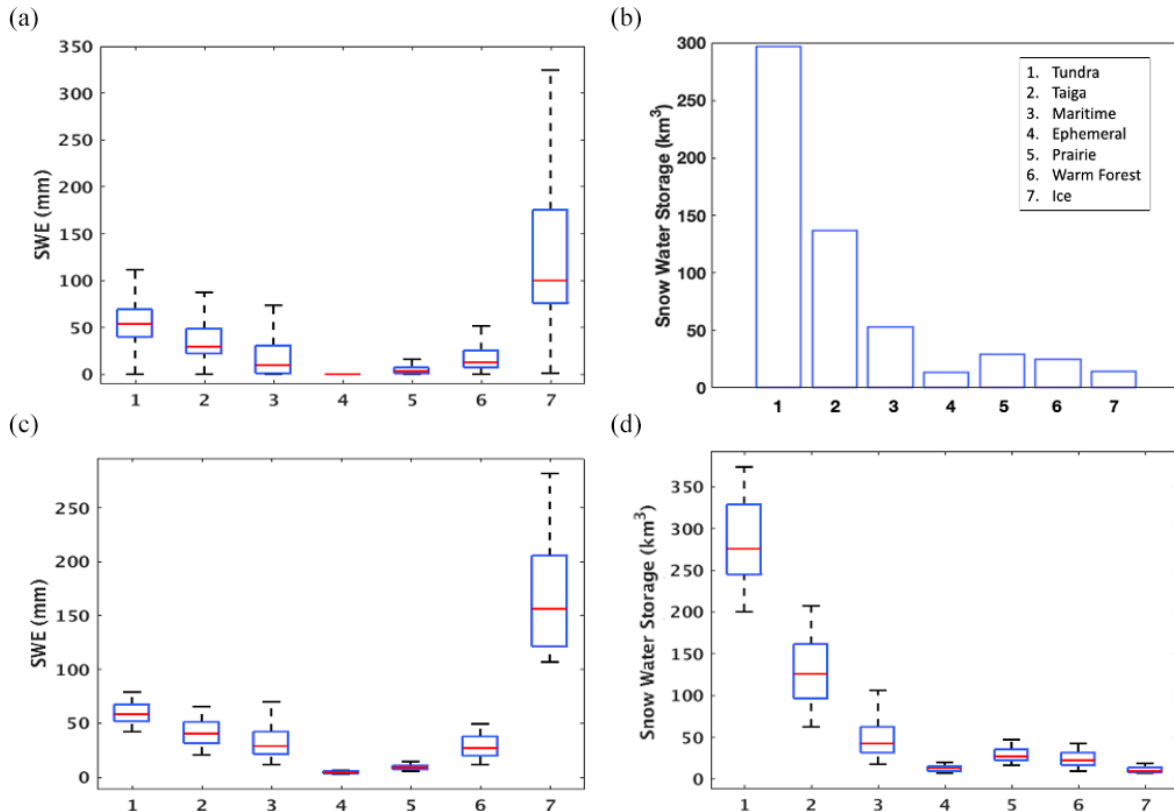 (a)
350
300
250
200
150
100
50
0
SWE (mm)
1 2 3 4 5 6 7
(b)
300
250
200
150
100
50
0
Snow Water Storage (km³)
1. Tundra
2. Taiga
3. Maritime
4. Ephemeral
5. Prairie
6. Warm Forest
7. Ice
1 2 3 4 5 6 7
(c)
250
200
150
100
50
0
SWE (mm)
1 2 3 4 5 6 7
(d)
350
300
250
200
150
100
50
0
Snow Water Storage (km³)
1 2 3 4 5 6 7